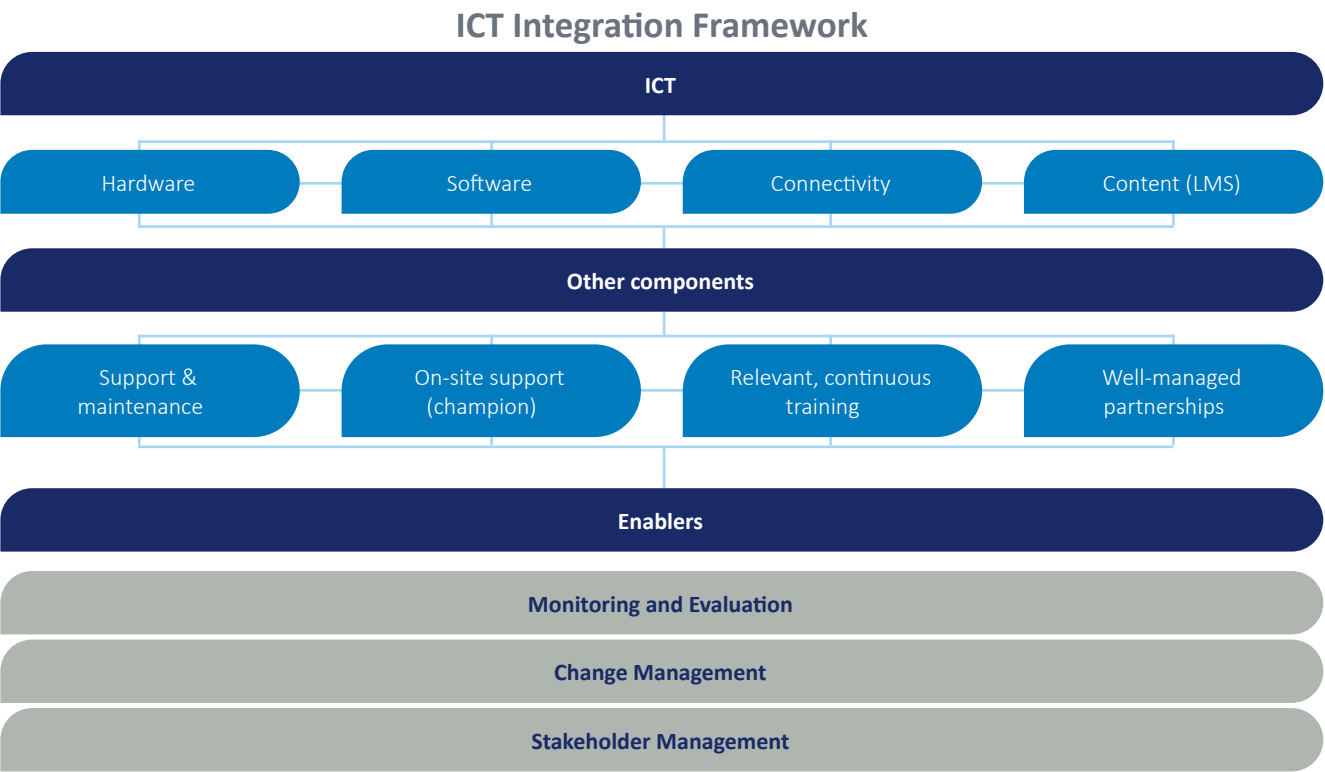 ICT Integration Framework
ICT
Hardware
Software
Connectivity
Content (LMS)
Other components
Support &
maintenance
On-site support
(champion)
Relevant, continuous
training
Well-managed
partnerships
Enablers
Monitoring and Evaluation
Change Management
Stakeholder Management